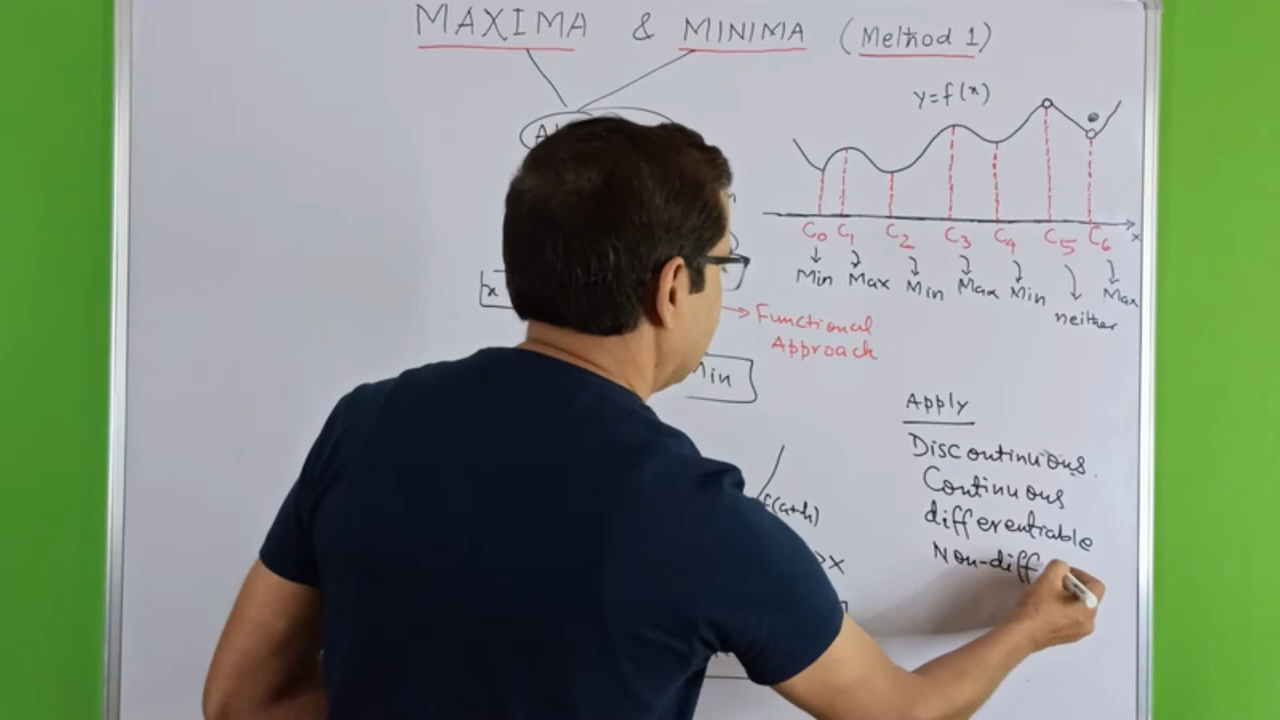 MAXIMA & MINIMA (Method 1)
y=f(x)
x
C0 C1 C2 C3 C4 C5 C6
Min Max Min Max Min neither Max
x
→ Functional
Approach
Min
Apply
Discontinuous.
Continuous
differentiable
Non-diff
f(a+h)
x